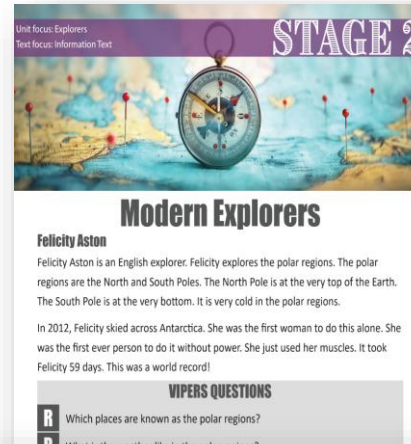 Unit focus: Explorers
Text focus: Information Text
STAGE 2
Modern Explorers
Felicity Aston
Felicity Aston is an English explorer. Felicity explores the polar regions. The polar
regions are the North and South Poles. The North Pole is at the very top of the Earth.
The South Pole is at the very bottom. It is very cold in the polar regions.
In 2012, Felicity skied across Antarctica. She was the first woman to do this alone. She
was the first ever person to do it without power. She just used her muscles. It took
Felicity 59 days. This was a world record!
VIPERS QUESTIONS
R Which places are known as the polar regions?